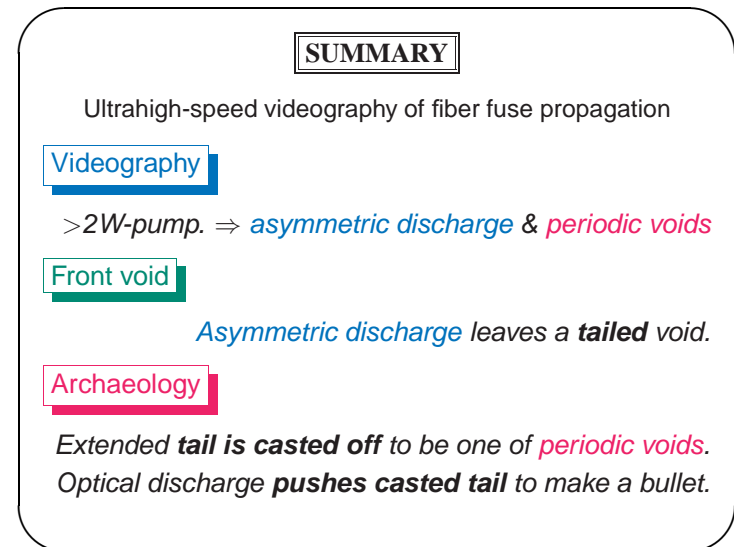 SUMMARY
Ultrahigh-speed videography of fiber fuse propagation
Videography
>2W-pump. ⇒ asymmetric discharge & periodic voids
Front void
Asymmetric discharge leaves a tailed void.
Archaeology
Extended tail is casted off to be one of periodic voids.
Optical discharge pushes casted tail to make a bullet.